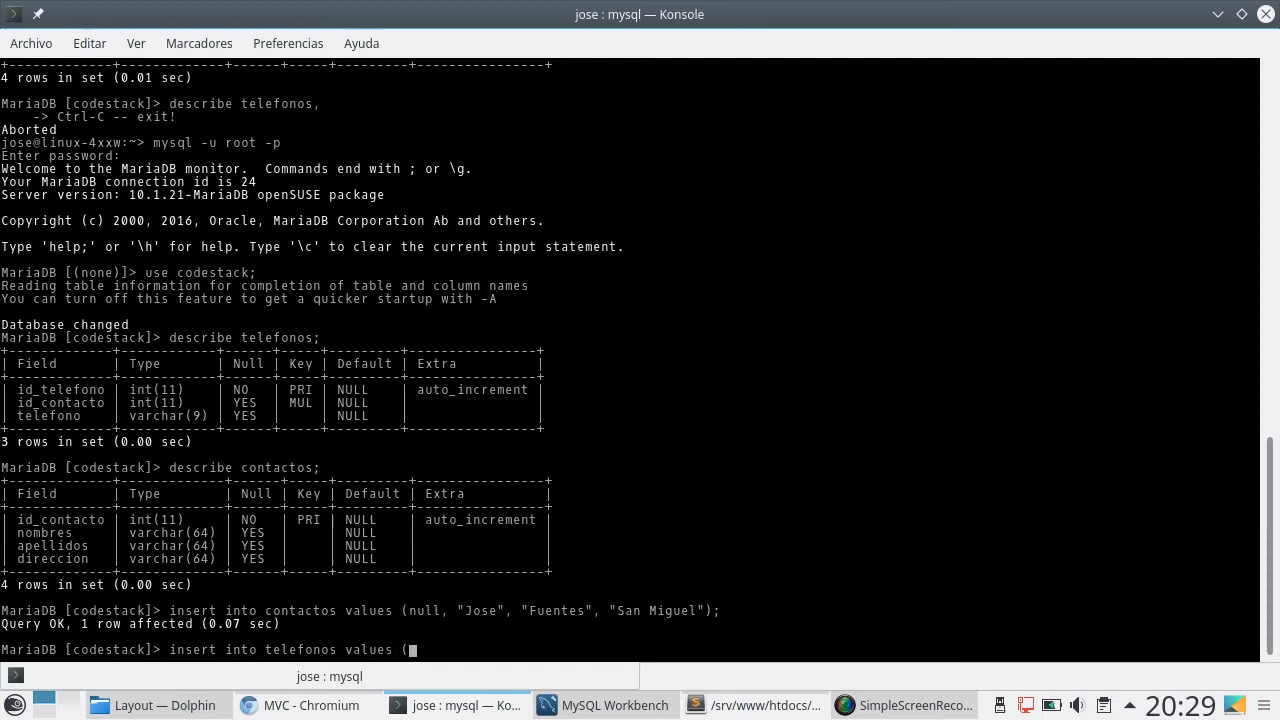 jose : mysql — Konsole
Archivo Editar Ver Marcadores Preferencias Ayuda
+-------------+-------------+------+-----+---------+----------------+
4 rows in set (0.01 sec)
MariaDB [codestack]> describe telefonos,
    -> Ctrl-C -- exit!
Aborted
jose@linux-4xxw:~> mysql -u root -p
Enter password:
Welcome to the MariaDB monitor.  Commands end with ; or \g.
Your MariaDB connection id is 24
Server version: 10.1.21-MariaDB openSUSE package
Copyright (c) 2000, 2016, Oracle, MariaDB Corporation Ab and others.
Type 'help;' or '\h' for help. Type '\c' to clear the current input statement.
MariaDB [(none)]> use codestack;
Reading table information for completion of table and column names
You can turn off this feature to get a quicker startup with -A
Database changed
MariaDB [codestack]> describe telefonos;
+-------------+------------+------+-----+---------+----------------+
| Field       | Type       | Null | Key | Default | Extra          |
+-------------+------------+------+-----+---------+----------------+
| id_telefono | int(11)    | NO   | PRI | NULL    | auto_increment |
| id_contacto | int(11)    | YES  | MUL | NULL    |                |
| telefono    | varchar(9) | YES  |     | NULL    |                |
+-------------+------------+------+-----+---------+----------------+
3 rows in set (0.00 sec)
MariaDB [codestack]> describe contactos;
+-------------+-------------+------+-----+---------+----------------+
| Field       | Type        | Null | Key | Default | Extra          |
+-------------+-------------+------+-----+---------+----------------+
| id_contacto | int(11)     | NO   | PRI | NULL    | auto_increment |
| nombres     | varchar(64) | YES  |     | NULL    |                |
| apellidos   | varchar(64) | YES  |     | NULL    |                |
| direccion   | varchar(64) | YES  |     | NULL    |                |
+-------------+-------------+------+-----+---------+----------------+
4 rows in set (0.00 sec)
MariaDB [codestack]> insert into contactos values (null, "Jose", "Fuentes", "San Miguel");
Query OK, 1 row affected (0.07 sec)
MariaDB [codestack]> insert into telefonos values (
jose : mysql
Layout — Dolphin MVC - Chromium jose : mysql — Ko... MySQL Workbench /srv/www/htdocs/... SimpleScreenReco... 20:29